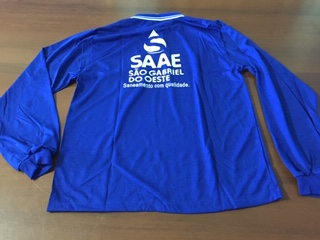 SAAE
SÃO GABRIEL
DO OESTE
Saneamento com qualidade.